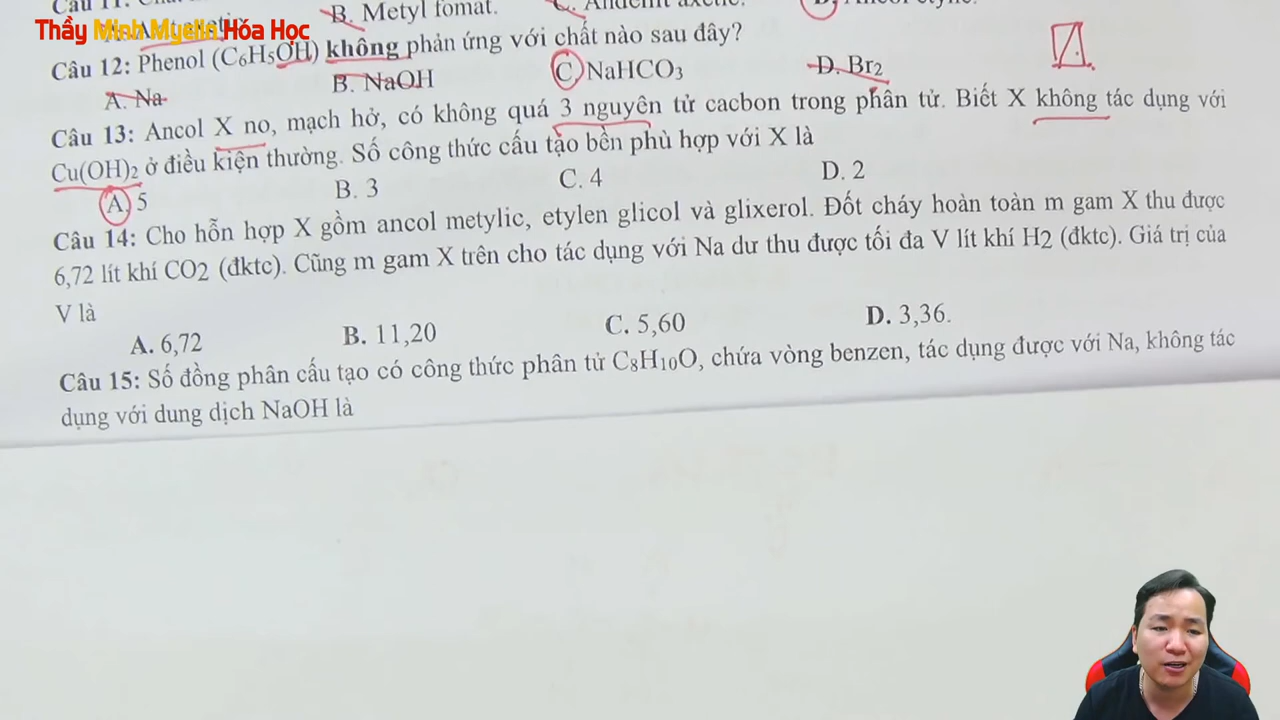 Câu 11:
B. Metyl fomat.
Thầy Minh Myelin Hóa Học
Câu 12: Phenol (C6H5OH) không phản ứng với chất nào sau đây?
A. Na B. NaOH C. NaHCO3 D. Br2
Câu 13: Ancol X no, mạch hở, có không quá 3 nguyên tử cacbon trong phân tử. Biết X không tác dụng với
Cu(OH)2 ở điều kiện thường. Số công thức cấu tạo bền phù hợp với X là
A. 5 B. 3 C. 4 D. 2
Câu 14: Cho hỗn hợp X gồm ancol metylic, etylen glicol và glixerol. Đốt cháy hoàn toàn m gam X thu được
6,72 lít khí CO2 (đktc). Cũng m gam X trên cho tác dụng với Na dư thu được tối đa V lít khí H2 (đktc). Giá trị của
V là
A. 6,72 B. 11,20 C. 5,60 D. 3,36.
Câu 15: Số đồng phân cấu tạo có công thức phân tử C8H10O, chứa vòng benzen, tác dụng được với Na, không tác
dụng với dung dịch NaOH là